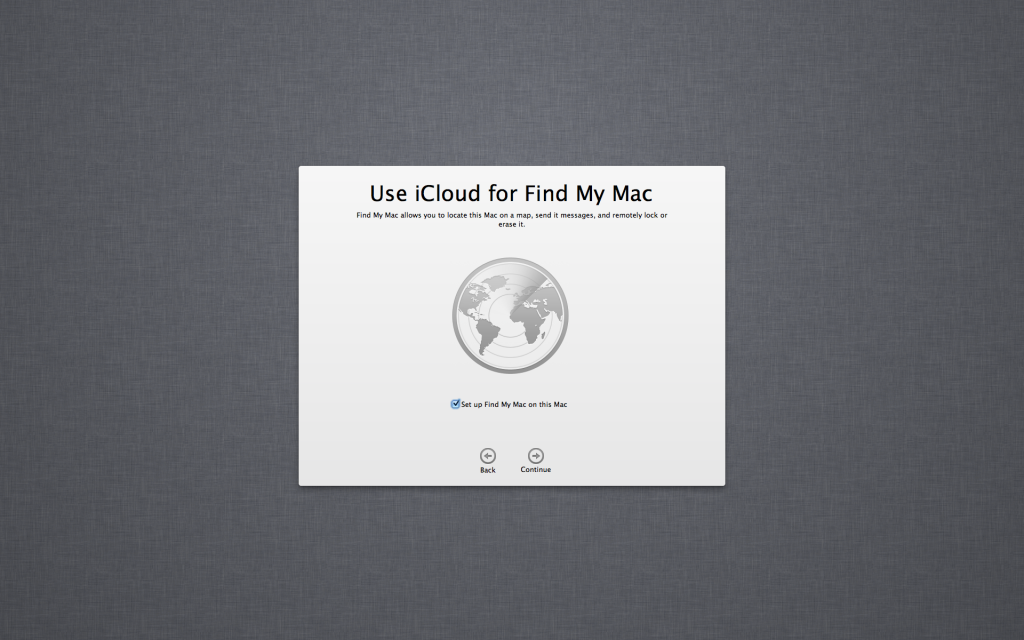 Use iCloud for Find My Mac
Find My Mac allows you to locate this Mac on a map, send it messages, and remotely lock or
erase it.
Set up Find My Mac on this Mac
Back
Continue